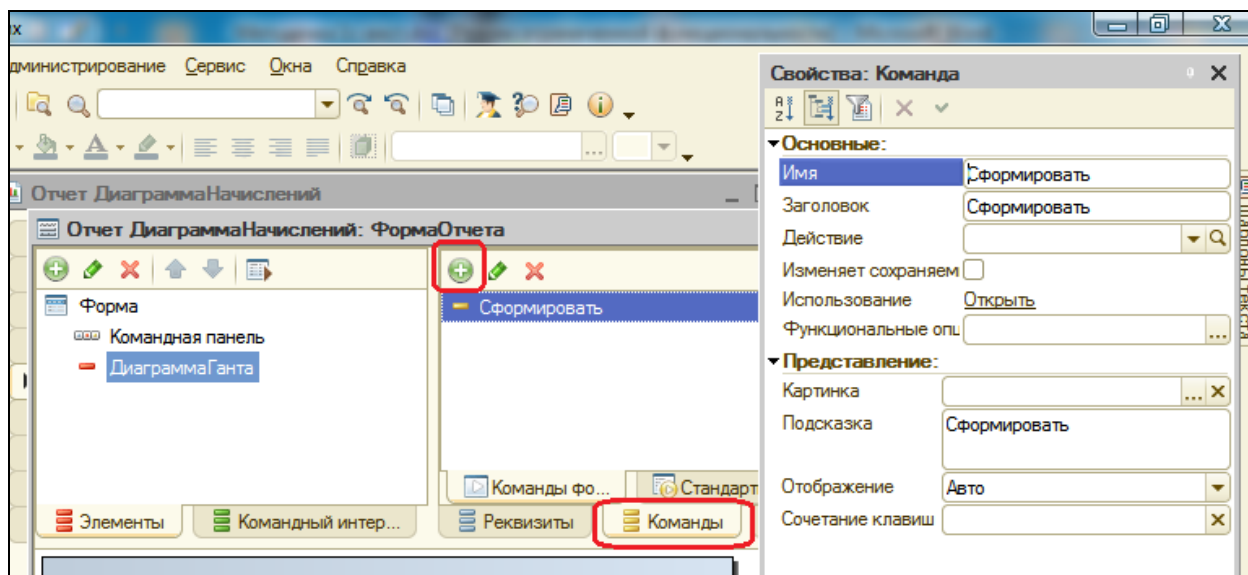 х
дминистрирование Сервис Окна Справка
Отчет ДиаграммаНачислений
Отчет ДиаграммаНачислений: ФормаОтчета
Форма
Командная панель
ДиаграммаГанта
Элементы
Командный интер...
Сформировать
Команды фо...
Стандарт
Реквизиты
Команды
Свойства: Команда
Основные:
Имя Сформировать
Заголовок Сформировать
Действие
Изменяет сохраняем
Использование Открыть
Функциональные опц
...
Представление:
Картинка
...
Подсказка Сформировать
Отображение Авто
Сочетание клавиш